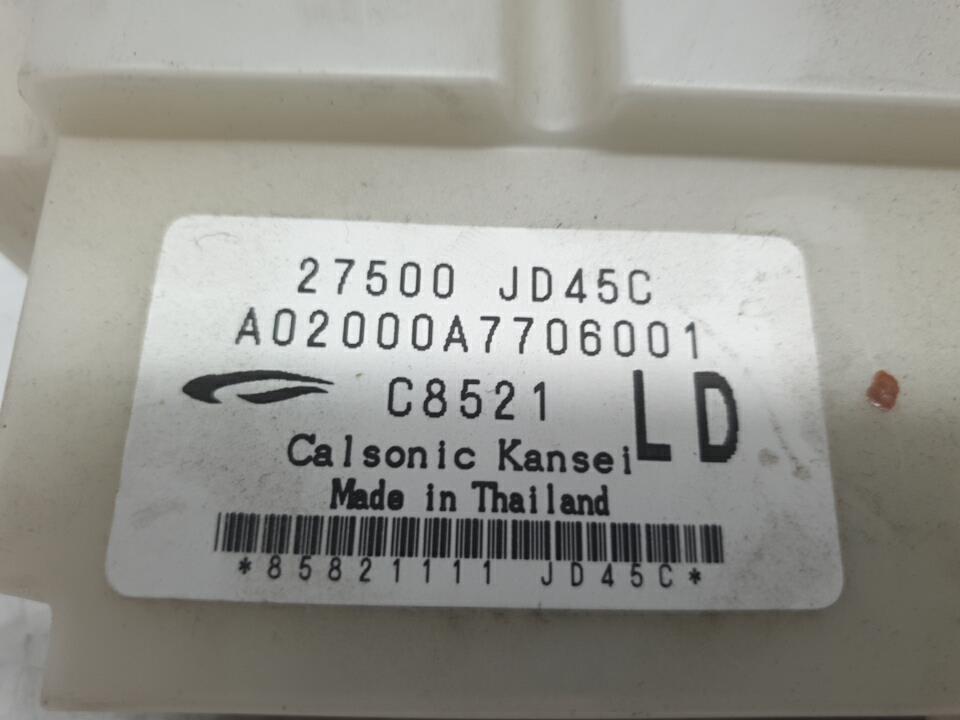 27500 JD45C
A02000A7706001
C8521 LD
Calsonic Kansei
Made in Thailand
*85821111 JD45C*